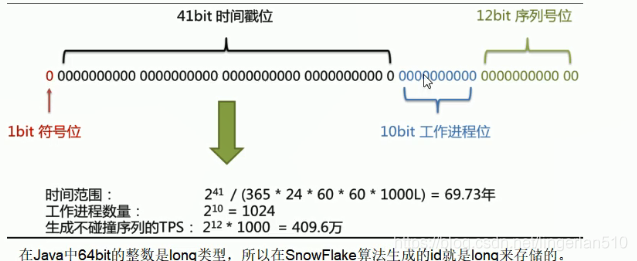 41bit 时间戳位
12bit 序列号位
0 0000000000 0000000000 0000000000 0000000000 0 0000000000 0000000000 00
1bit 符号位
10bit 工作进程位
时间范围： 2⁴¹ / (365 * 24 * 60 * 60 * 1000L) = 69.73年
工作进程数量： 2¹⁰ = 1024
生成不碰撞序列的TPS： 2¹² * 1000 = 409.6万
在Java中64bit的整数是long类型，所以在SnowFlake算法生成的id就是long来存储的。